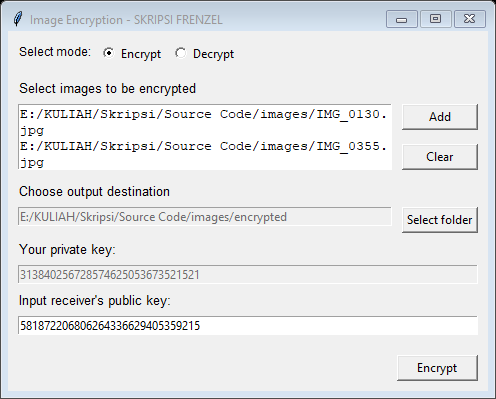 Image Encryption - SKRIPSI FRENZEL
Select mode: Encrypt Decrypt
Select images to be encrypted
E:/KULIAH/Skripsi/Source Code/images/IMG_0130.
jpg
Add
E:/KULIAH/Skripsi/Source Code/images/IMG_0355.
jpg
Clear
Choose output destination
E:/KULIAH/Skripsi/Source Code/images/encrypted
Select folder
Your private key:
313840256728574625053673521521
Input receiver's public key:
581872206806264336629405359215
Encrypt